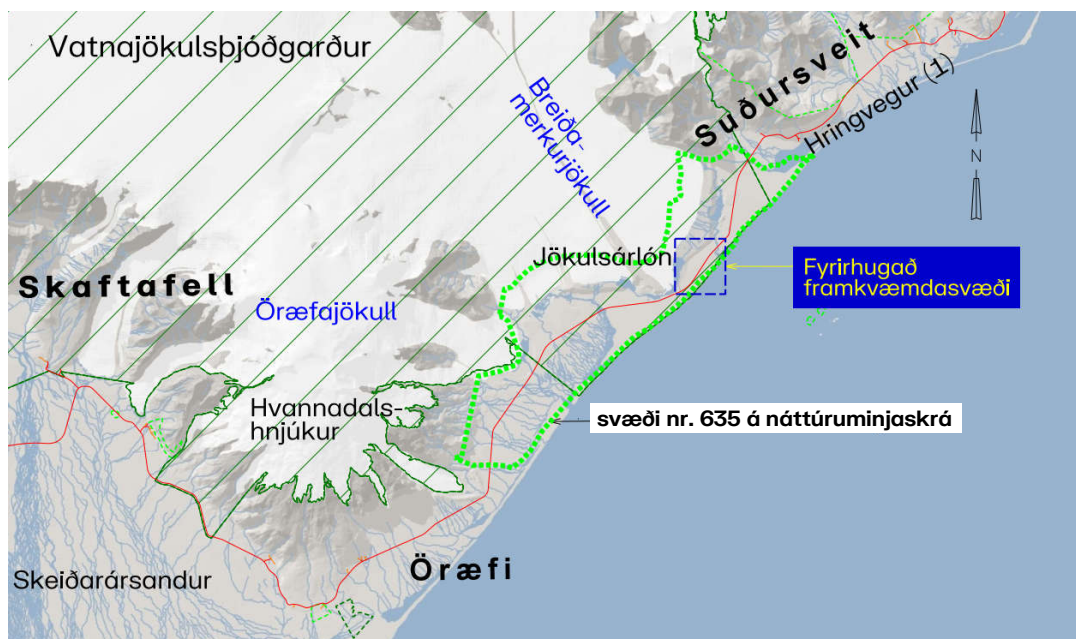 Vatnajökulsþjóðgarður
Suðursveit
Hringvegur (1)
Breiða-
merkurjökull
N
Jökulsárlón
Fyrirhugað
framkvæmdasvæði
Skaftafell
Öræfajökull
Hvannadals-
hnjúkur
svæði nr. 635 á náttúruminjaskrá
Öræfi
Skeiðarársandur